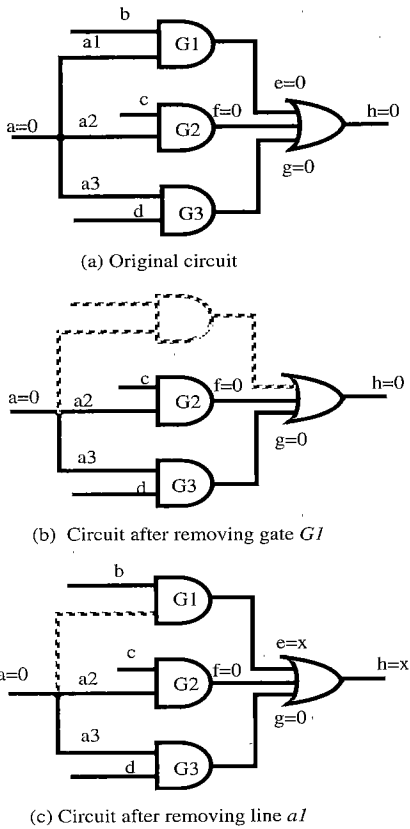 b
a1
G1
e=0
c
f=0
h=0
a=0
a2
G2
g=0
a3
d
G3
(a) Original circuit
c
f=0
h=0
a=0
a2
G2
g=0
a3
d
G3
(b) Circuit after removing gate G1
b
G1
e=x
c
f=0
h=x
a=0
a2
G2
g=0
a3
d
G3
(c) Circuit after removing line a1